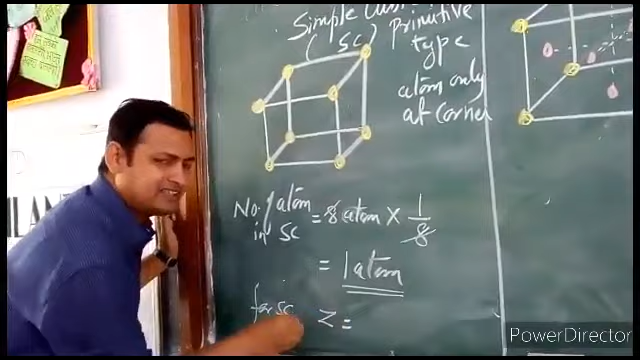 Simple Cubic
(SC) Primitive
type
atom only
at corner
No. of atom
in SC = 8 atom × 1/8
= 1 atom
for SC Z =
PowerDirector